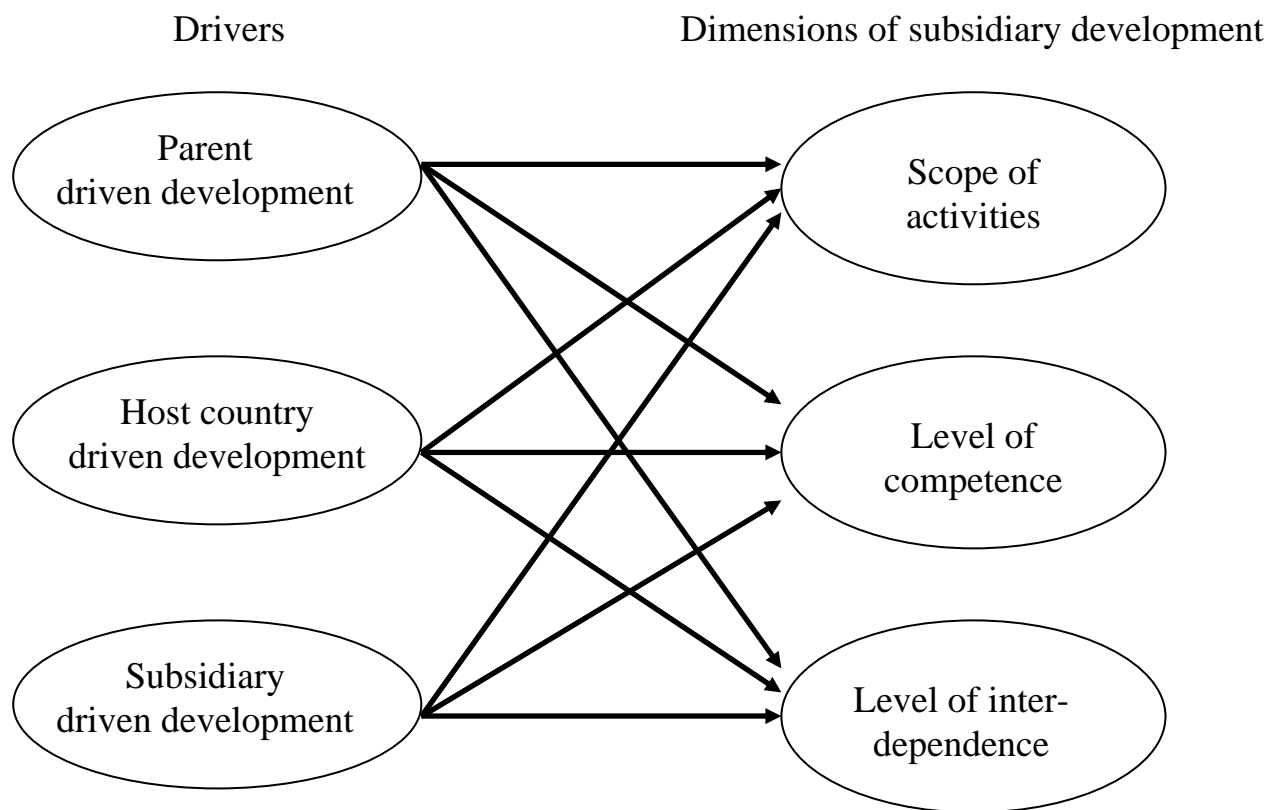 Drivers
Dimensions of subsidiary development
Parent
driven development
Scope of
activities
Host country
driven development
Level of
competence
Subsidiary
driven development
Level of inter-
dependence